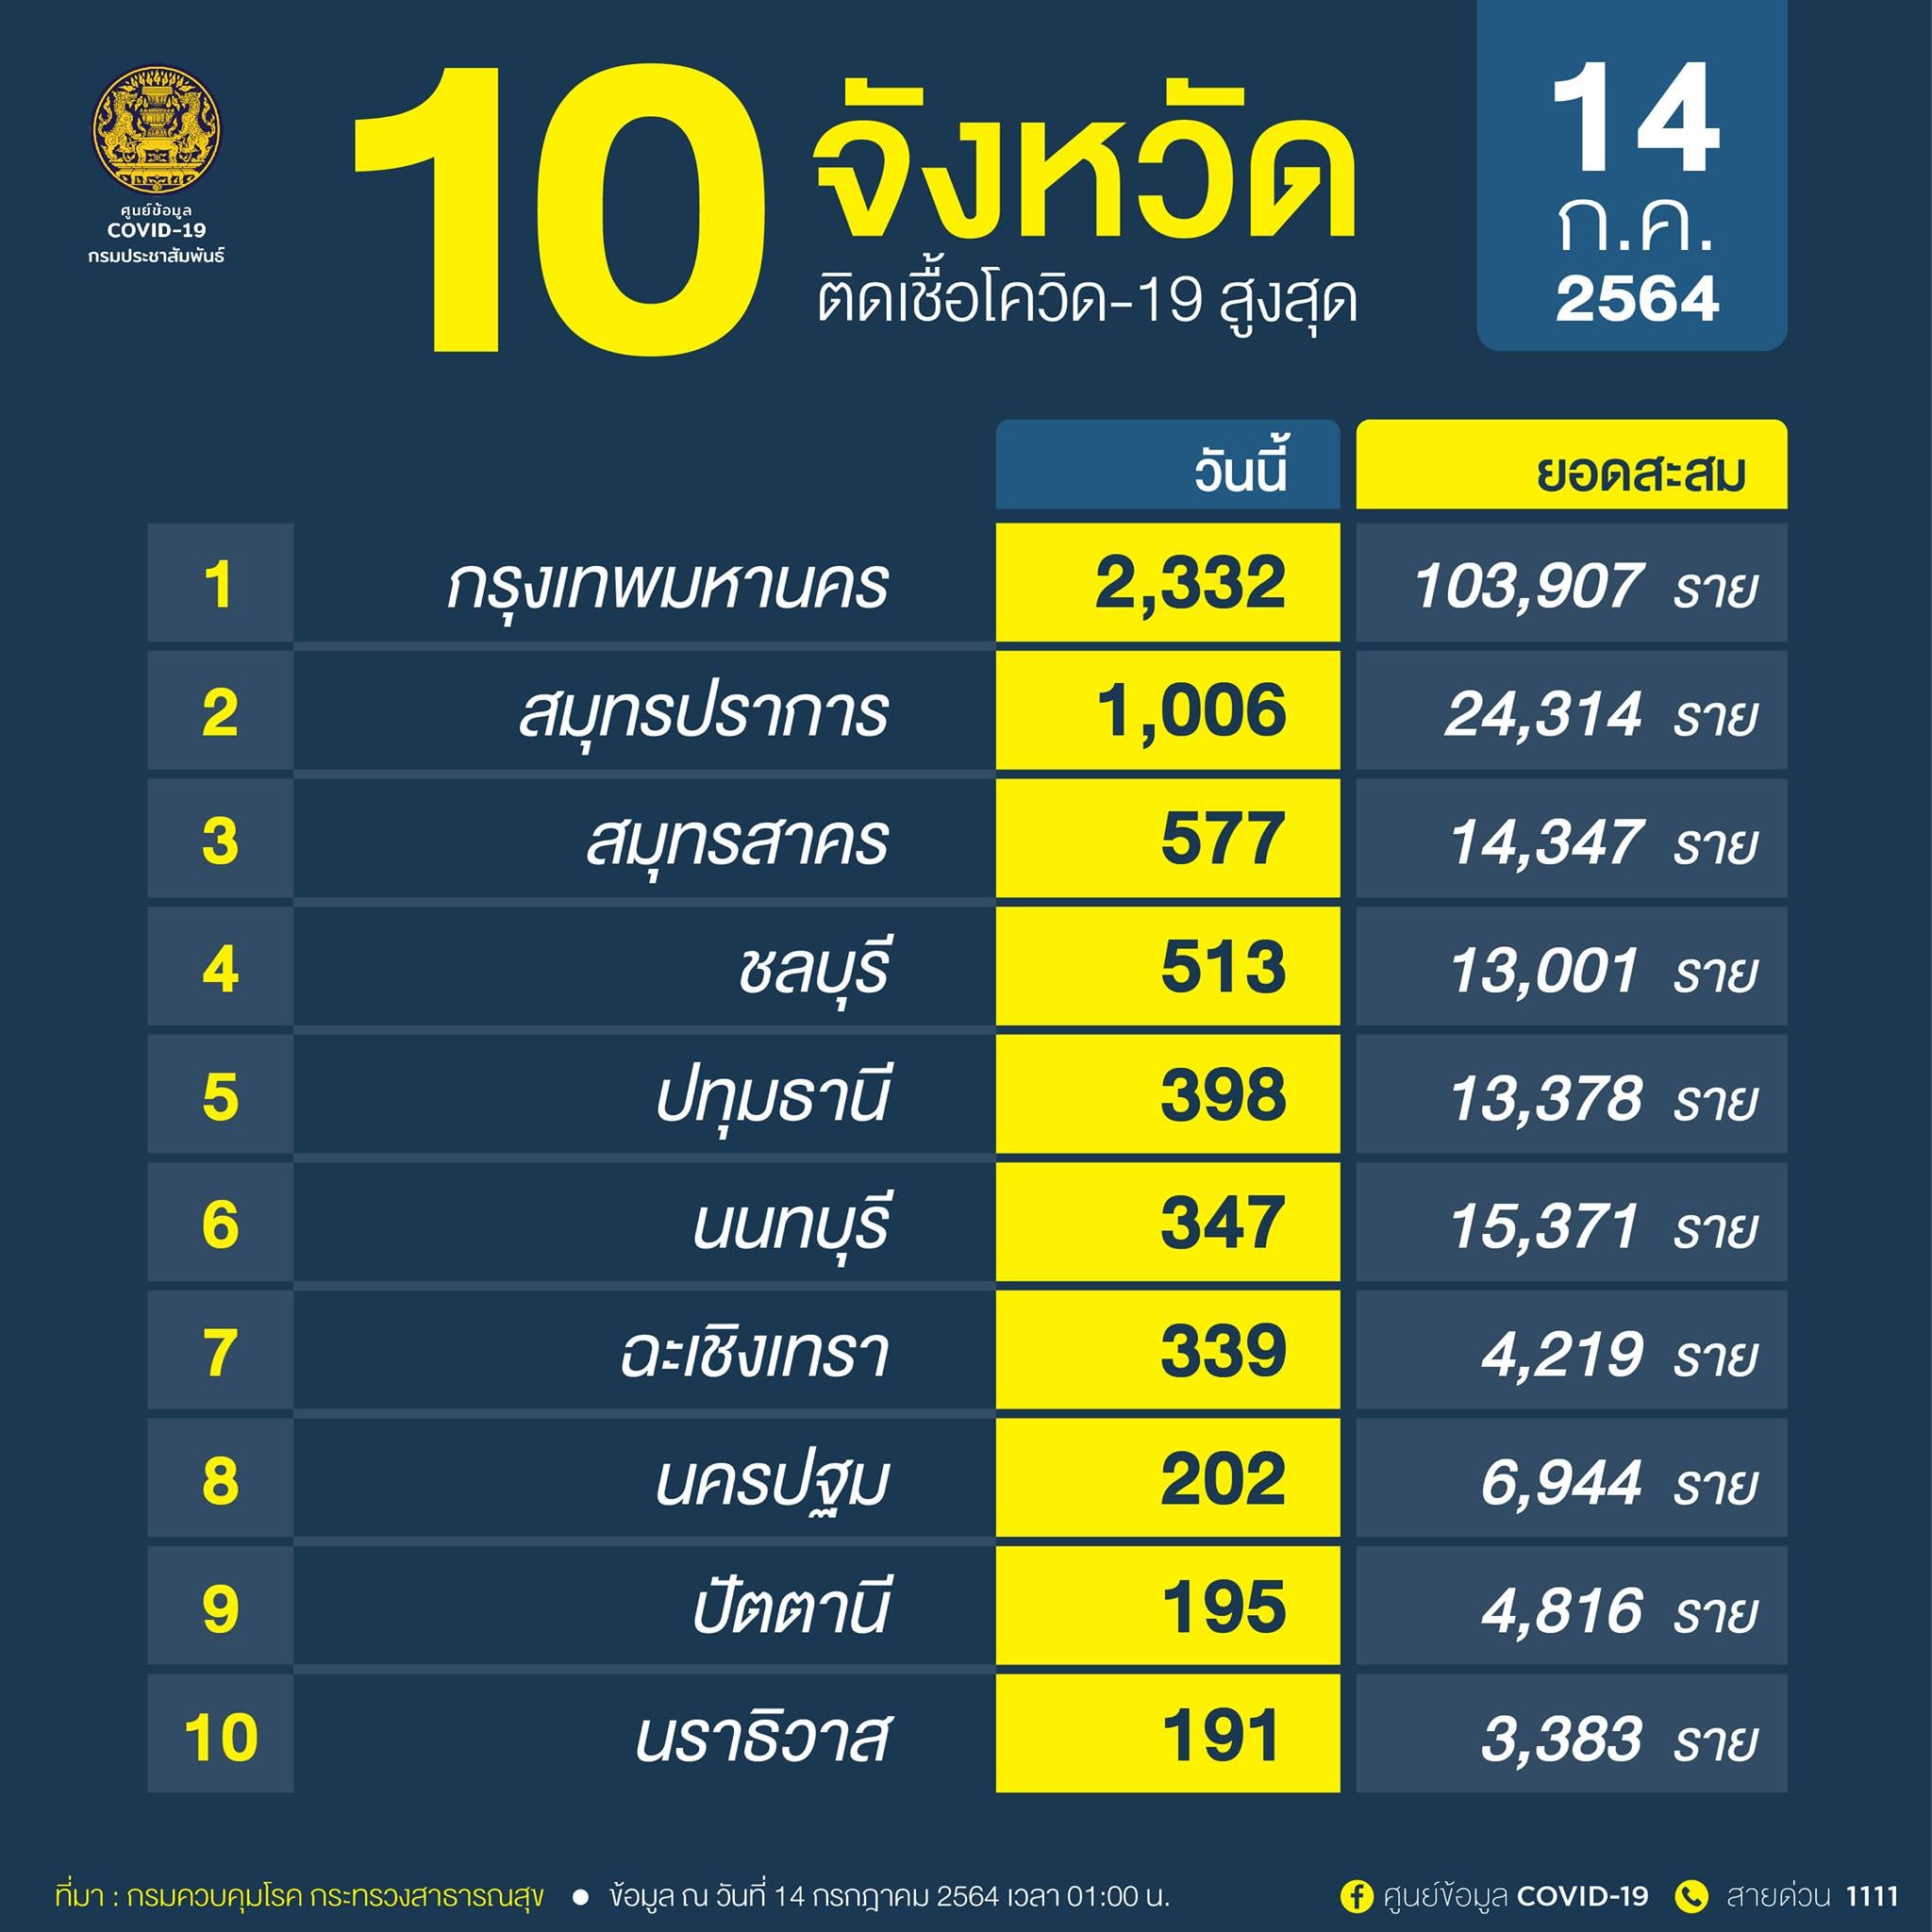 ศูนย์ข้อมูล
COVID-19
กรมประชาสัมพันธ์
10 จังหวัด
ติดเชื้อโควิด-19 สูงสุด
14
ก.ค.
2564
วันนี้ ยอดสะสม
1 กรุงเทพมหานคร 2,332 103,907 ราย
2 สมุทรปราการ 1,006 24,314 ราย
3 สมุทรสาคร 577 14,347 ราย
4 ชลบุรี 513 13,001 ราย
5 ปทุมธานี 398 13,378 ราย
6 นนทบุรี 347 15,371 ราย
7 ฉะเชิงเทรา 339 4,219 ราย
8 นครปฐม 202 6,944 ราย
9 ปัตตานี 195 4,816 ราย
10 นราธิวาส 191 3,383 ราย
ที่มา : กรมควบคุมโรค กระทรวงสาธารณสุข ● ข้อมูล ณ วันที่ 14 กรกฎาคม 2564 เวลา 01:00 น. ศูนย์ข้อมูล COVID-19 สายด่วน 1111